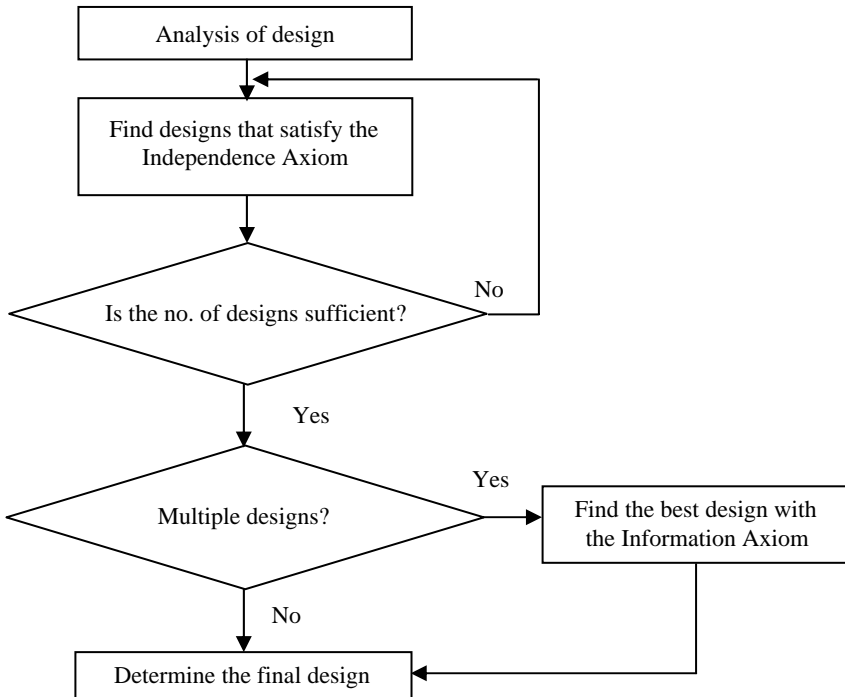 Analysis of design
Find designs that satisfy the
Independence Axiom
No
Is the no. of designs sufficient?
Yes
Yes
Multiple designs?
Find the best design with
the Information Axiom
No
Determine the final design